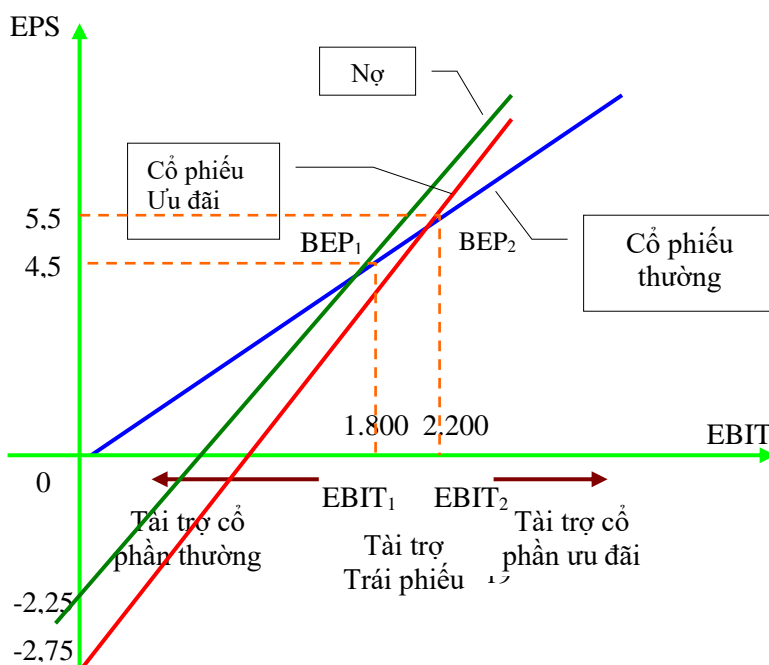 EPS
Nợ
Cổ phiếu
Ưu đãi
5,5
BEP₁
BEP₂
Cổ phiếu
thường
4,5
1.800
2.200
EBIT
0
EBIT₁
EBIT₂
Tài trợ cổ
phần thường
Tài trợ
Trái phiếu
Tài trợ cổ
phần ưu đãi
-2,25
-2,75